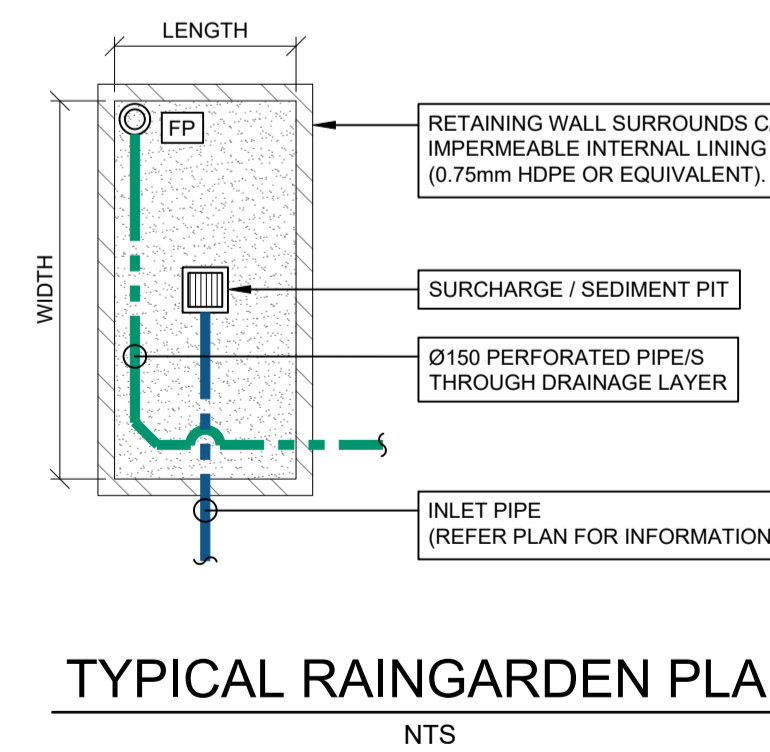 LENGTH
FP
WIDTH
RETAINING WALL SURROUNDS
IMPERMEABLE INTERNAL LINING
(0.75mm HDPE OR EQUIVALENT).
SURCHARGE / SEDIMENT PIT
Ø150 PERFORATED PIPE/S
THROUGH DRAINAGE LAYER
INLET PIPE
(REFER PLAN FOR INFORMATION
TYPICAL RAINGARDEN PLA
NTS